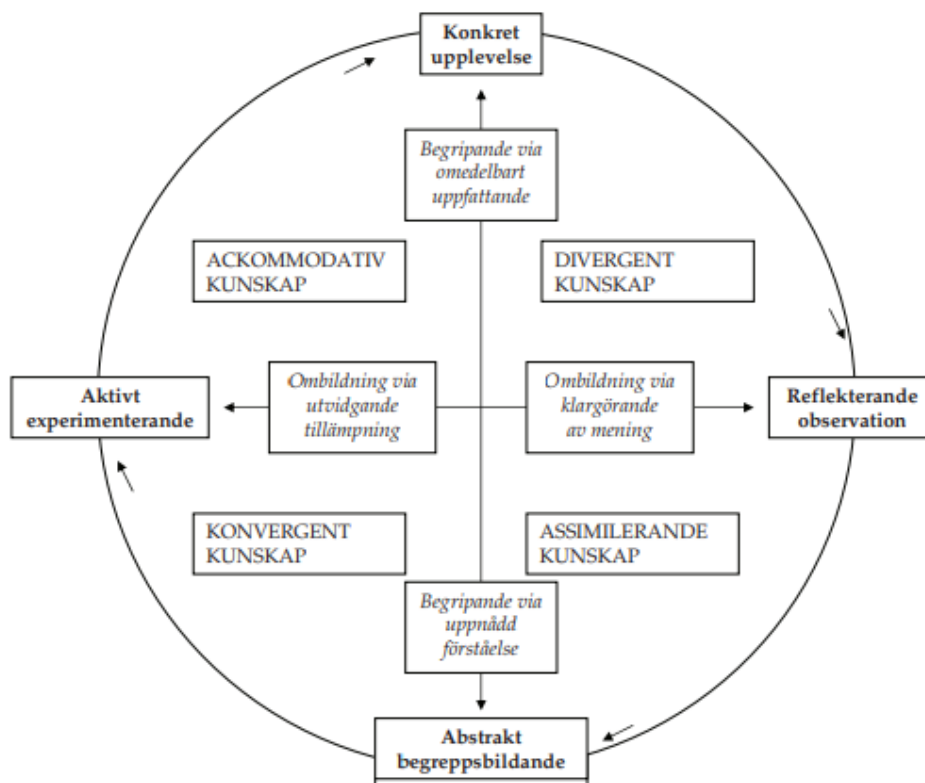 Konkret
upplevelse
Begripande via
omedelbart
uppfattande
ACKOMMODATIV
KUNSKAP
DIVERGENT
KUNSKAP
Aktivt
experimenterande
Ombildning via
utvidgande
tillämpning
Ombildning via
klargörande
av mening
Reflekterande
observation
KONVERGENT
KUNSKAP
ASSIMILERANDE
KUNSKAP
Begripande via
uppnådd
förståelse
Abstrakt
begreppsbildande